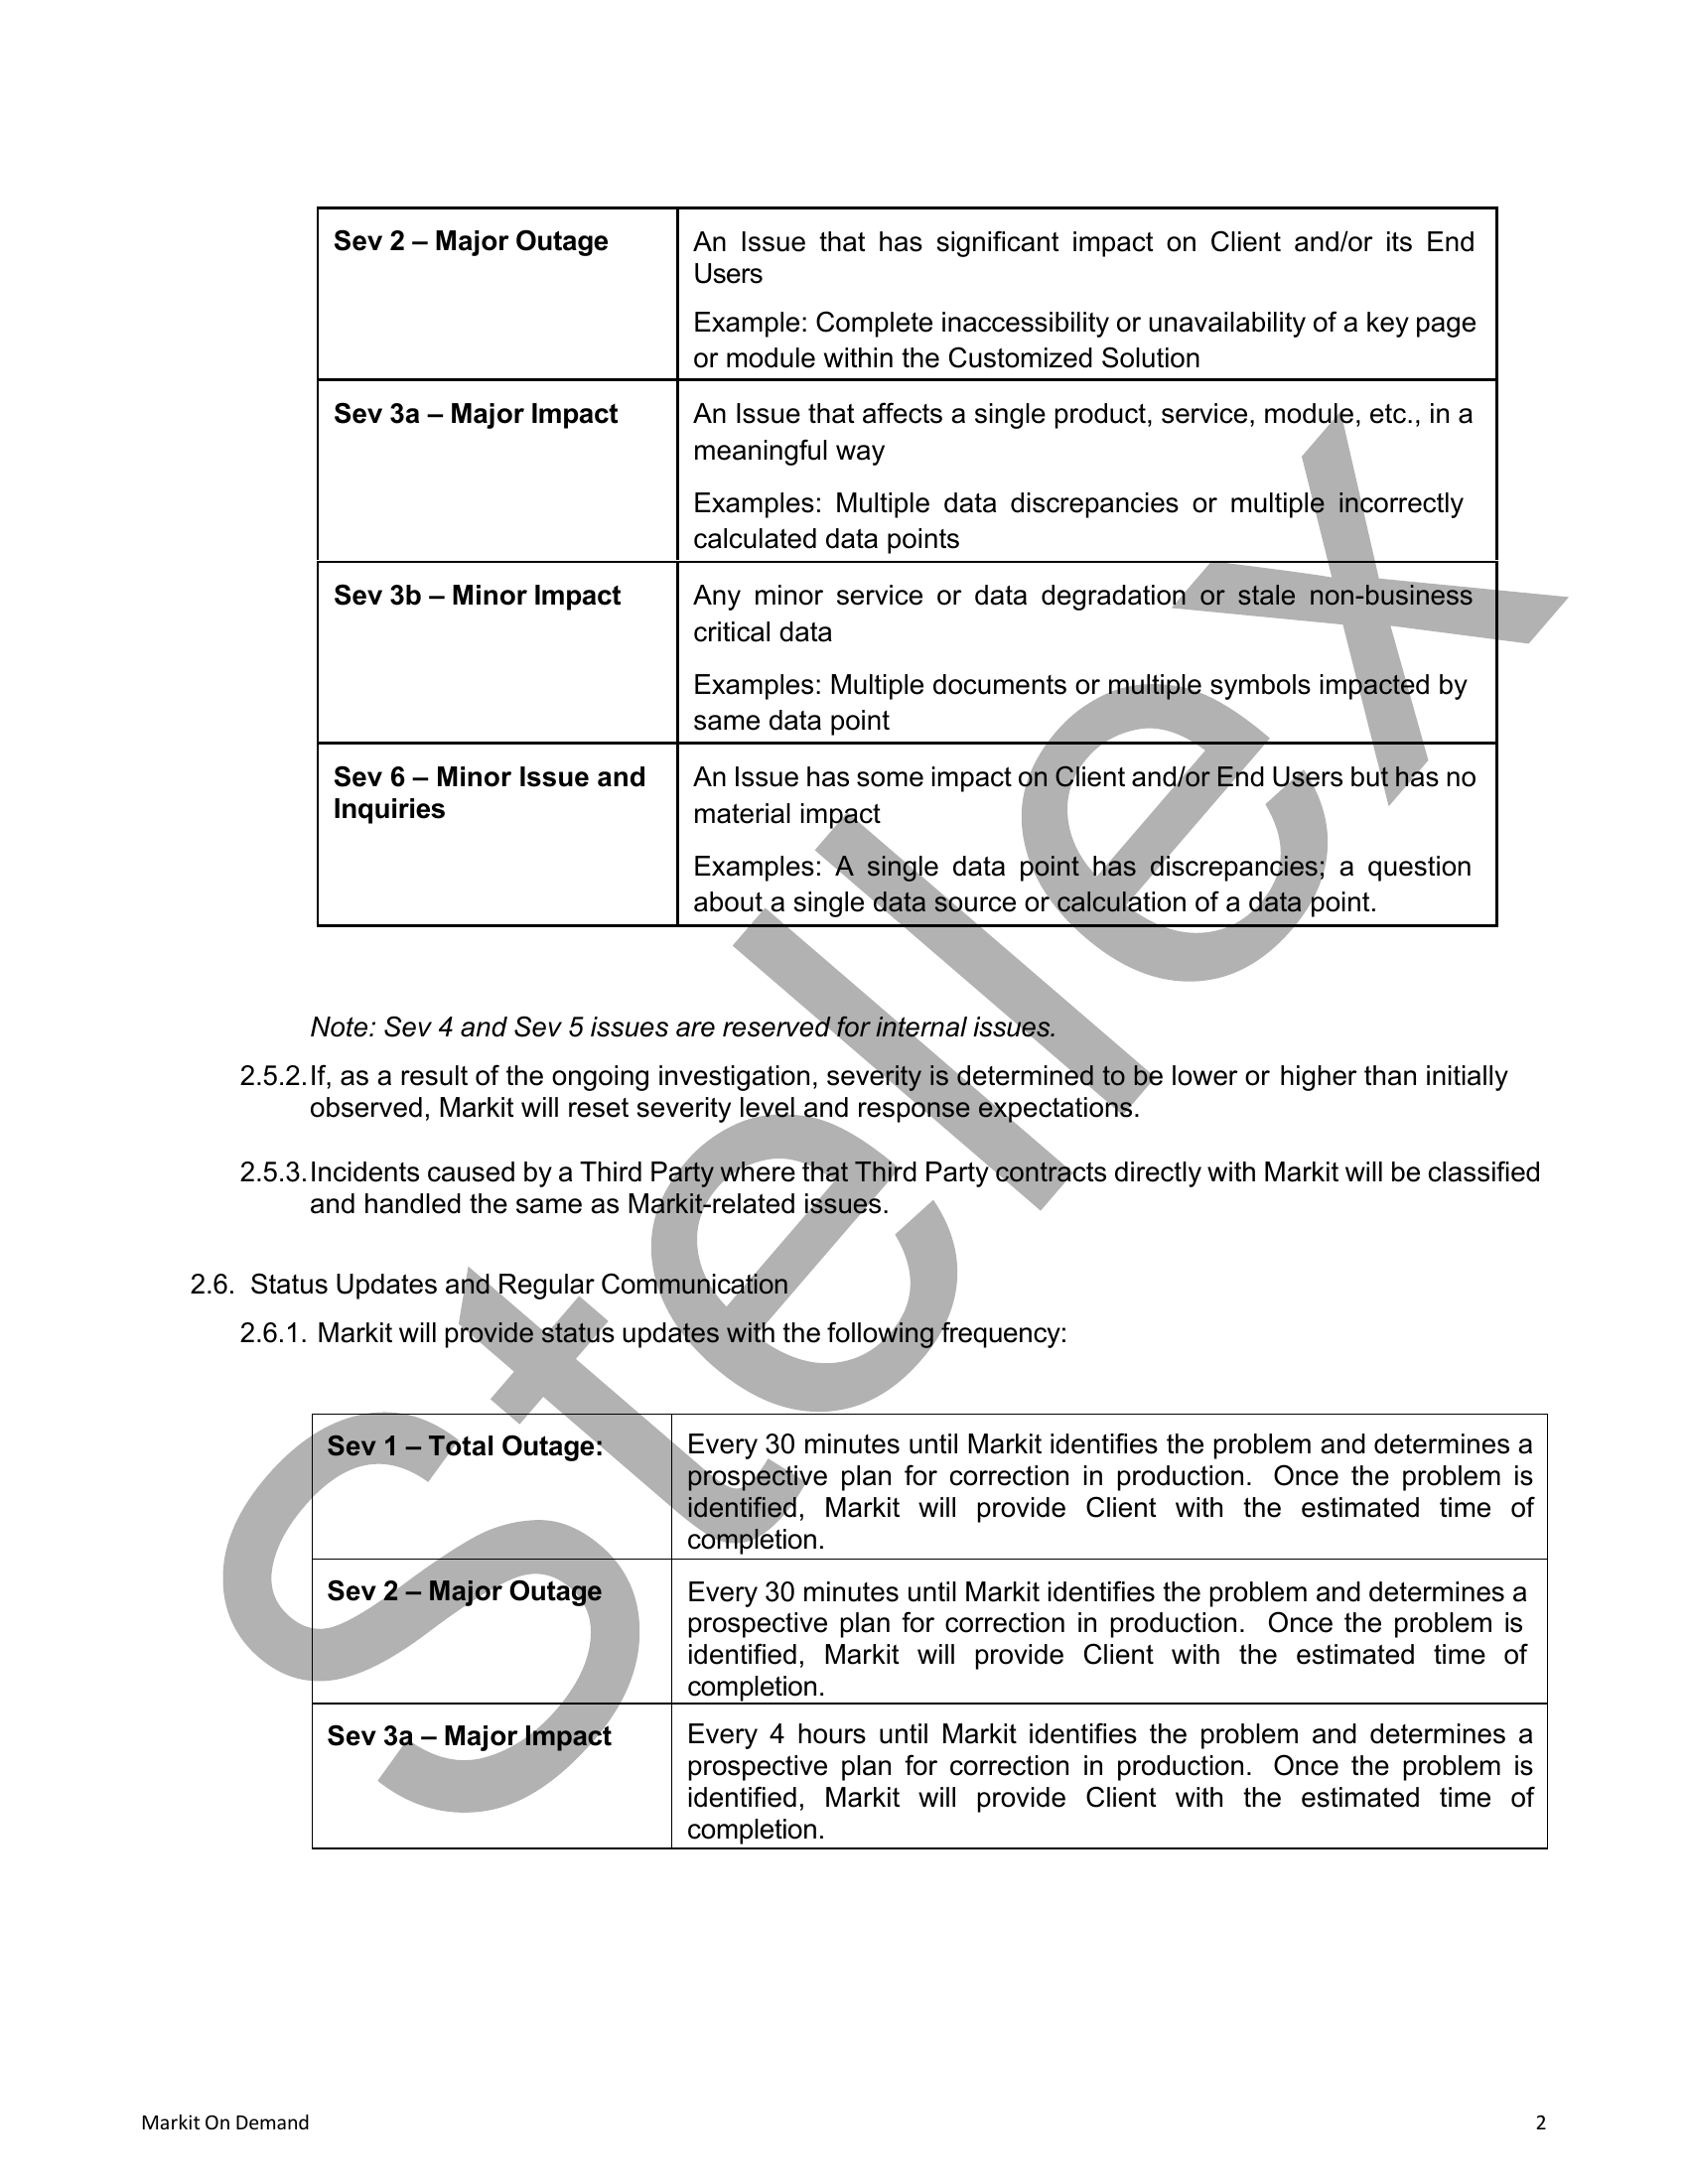 Sev 2 – Major Outage
An Issue that has significant impact on Client and/or its End
Users
Example: Complete inaccessibility or unavailability of a key page
or module within the Customized Solution
Sev 3a – Major Impact
An Issue that affects a single product, service, module, etc., in a
meaningful way
Examples: Multiple data discrepancies or multiple incorrectly
calculated data points
Sev 3b – Minor Impact
Any minor service or data degradation or stale non-business
critical data
Examples: Multiple documents or multiple symbols impacted by
same data point
Sev 6 – Minor Issue and
Inquiries
An Issue has some impact on Client and/or End Users but has no
material impact
Examples: A single data point has discrepancies; a question
about a single data source or calculation of a data point.
Note: Sev 4 and Sev 5 issues are reserved for internal issues.
2.5.2. If, as a result of the ongoing investigation, severity is determined to be lower or higher than initially
observed, Markit will reset severity level and response expectations.
2.5.3. Incidents caused by a Third Party where that Third Party contracts directly with Markit will be classified
and handled the same as Markit-related issues.
2.6. Status Updates and Regular Communication
2.6.1. Markit will provide status updates with the following frequency:
Sev 1 – Total Outage:
Every 30 minutes until Markit identifies the problem and determines a
prospective plan for correction in production. Once the problem is
identified, Markit will provide Client with the estimated time of
completion.
Sev 2 – Major Outage
Every 30 minutes until Markit identifies the problem and determines a
prospective plan for correction in production. Once the problem is
identified, Markit will provide Client with the estimated time of
completion.
Sev 3a – Major Impact
Every 4 hours until Markit identifies the problem and determines a
prospective plan for correction in production. Once the problem is
identified, Markit will provide Client with the estimated time of
completion.
Stellex
Markit On Demand
2